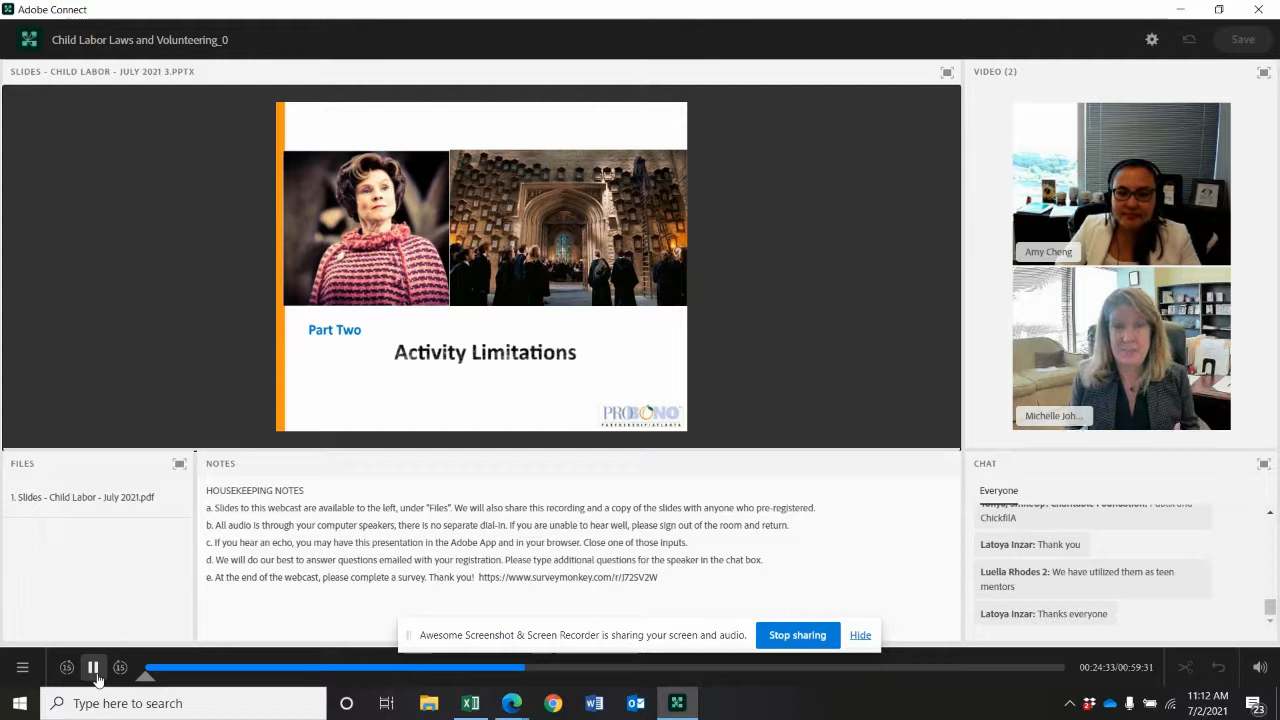 Adobe Connect
Child Labor Laws and Volunteering_0
Save
SLIDES - CHILD LABOR - JULY 2021 3.PPTX
VIDEO (2)
Part Two
Activity Limitations
PROBONO
PARTNERSHIP/ATLANTA
Amy Cheng
Michelle Joh...
FILES
1. Slides - Child Labor - July 2021.pdf
NOTES
HOUSEKEEPING NOTES
a. Slides to this webcast are available to the left, under "Files". We will also share this recording and a copy of the slides with anyone who pre-registered.
b. All audio is through your computer speakers, there is no separate dial-in. If you are unable to hear well, please sign out of the room and return.
c. If you hear an echo, you may have this presentation in the Adobe App and in your browser. Close one of those inputs.
d. We will do our best to answer questions emailed with your registration. Please type additional questions for the speaker in the chat box.
e. At the end of the webcast, please complete a survey. Thank you! https://www.surveymonkey.com/r/J72SV2W
CHAT
Everyone
ChickfilA
Latoya Inzar: Thank you
Luella Rhodes 2: We have utilized them as teen
mentors
Latoya Inzar: Thanks everyone
Awesome Screenshot & Screen Recorder is sharing your screen and audio.
Stop sharing
Hide
15
15
00:24:33/00:59:31
Type here to search
11:12 AM
7/2/2021
23